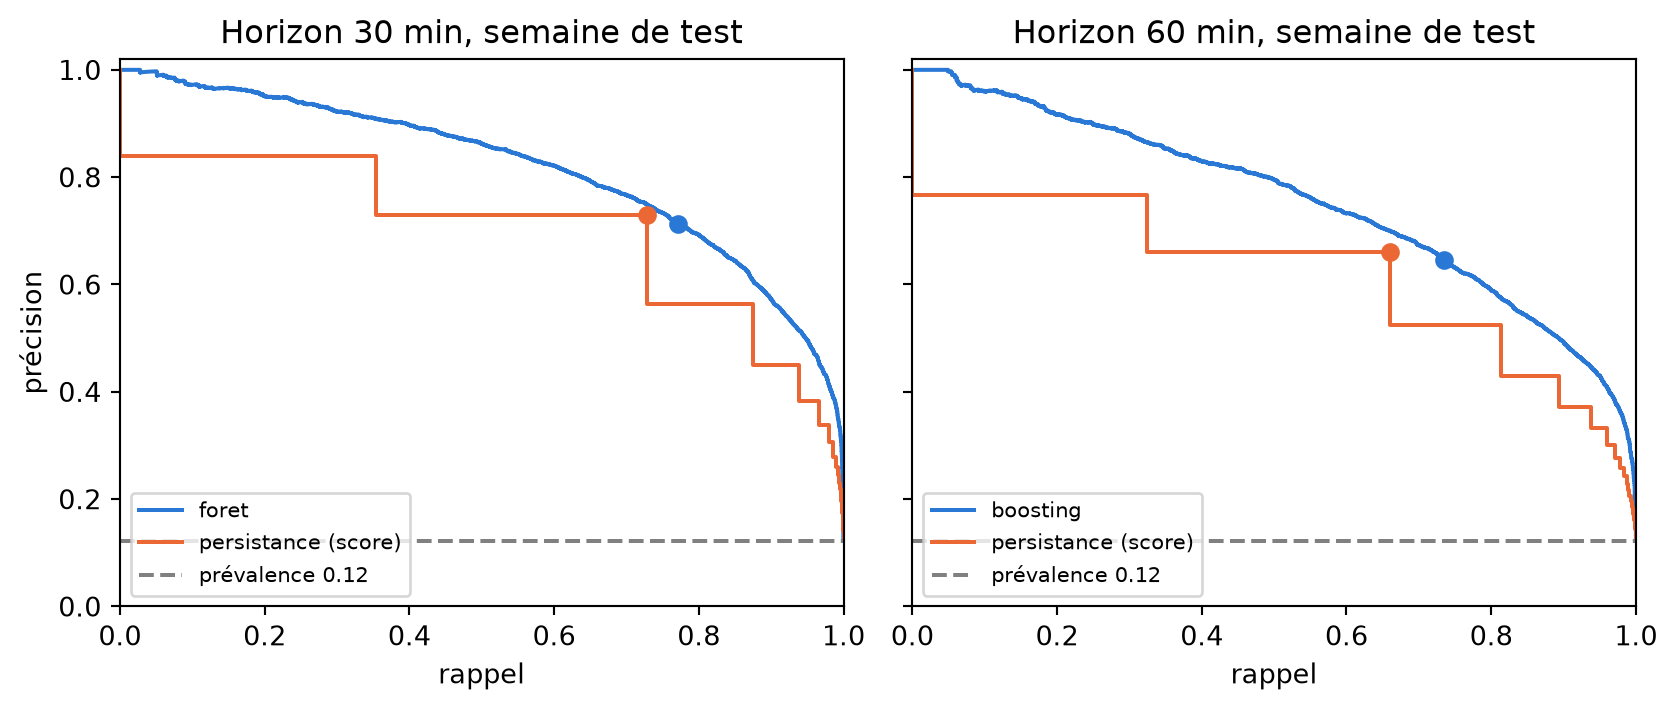 Horizon 30 min, semaine de test
précision
1.0
0.8
0.6
0.4
0.2
0.0
foret
persistance (score)
prévalence 0.12
0.0 0.2 0.4 0.6 0.8 1.0
rappel
Horizon 60 min, semaine de test
boosting
persistance (score)
prévalence 0.12
0.0 0.2 0.4 0.6 0.8 1.0
rappel